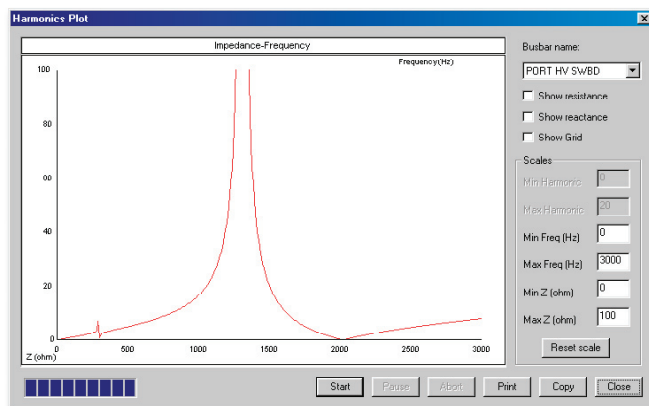 Harmonics Plot
Impedance-Frequency
Frequency(Hz)
100
80
60
40
20
0
0 500 1000 1500 2000 2500 3000
Z (ohm)
Busbar name:
PORT HV SWBD
Show resistance
Show reactance
Show Grid
Scales
Min Harmonic 0
Max Harmonic 20
Min Freq (Hz) 0
Max Freq (Hz) 3000
Min Z (ohm) 0
Max Z (ohm) 100
Reset scale
Start Pause Abort Print Copy Close